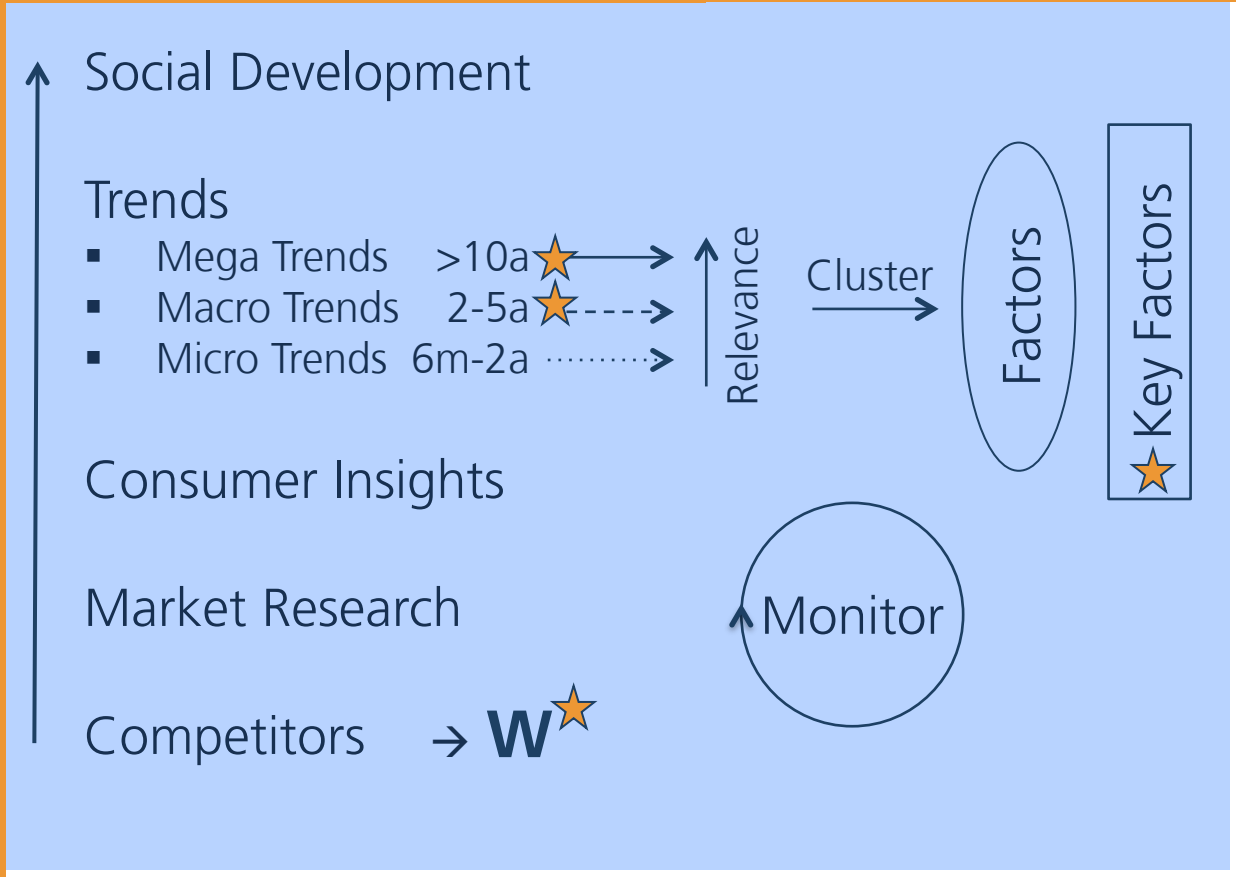 Social Development
Trends
▪ Mega Trends >10a
▪ Macro Trends 2-5a
▪ Micro Trends 6m-2a
Relevance
Cluster
Factors
Key Factors
Consumer Insights
Market Research
Monitor
Competitors → W